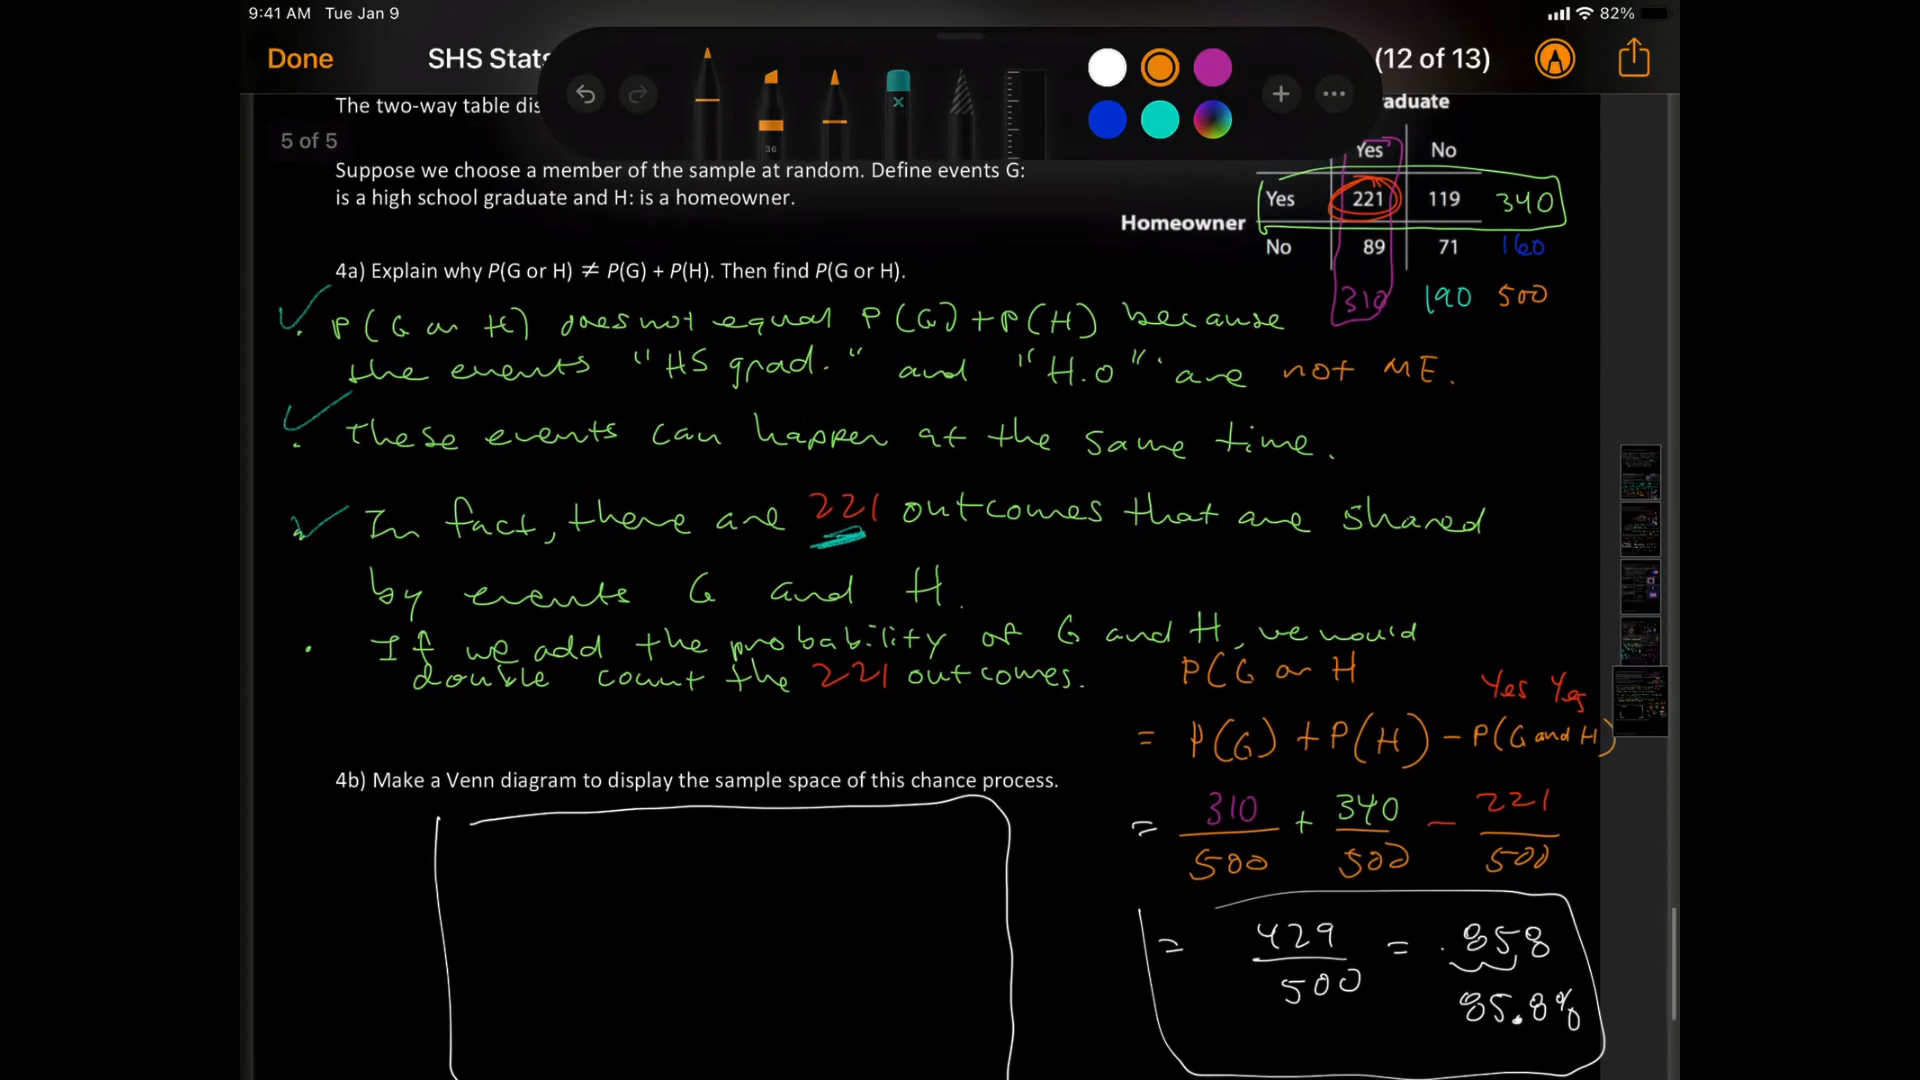 9:41 AM Tue Jan 9
82%
Done
SHS Stats
(12 of 13)
36
The two-way table dis
aduate
5 of 5
Yes No
Suppose we choose a member of the sample at random. Define events G:
is a high school graduate and H: is a homeowner.
Yes 221 119 340
Homeowner
No 89 71 160
310 190 500
4a) Explain why P(G or H) ≠ P(G) + P(H). Then find P(G or H).
P(G or H) does not equal P(G)+P(H) because
the events "HS grad." and "H.O". are not ME.
These events can happen at the same time.
In fact, there are 221 outcomes that are shared
by events G and H.
If we add the probability of G and H, we would
double count the 221 outcomes.
P(G or H
Yes Yes
= P(G) + P(H) - P(G and H)
4b) Make a Venn diagram to display the sample space of this chance process.
= 310/500 + 340/500 - 221/500
= 429/500 = .858
85.8%